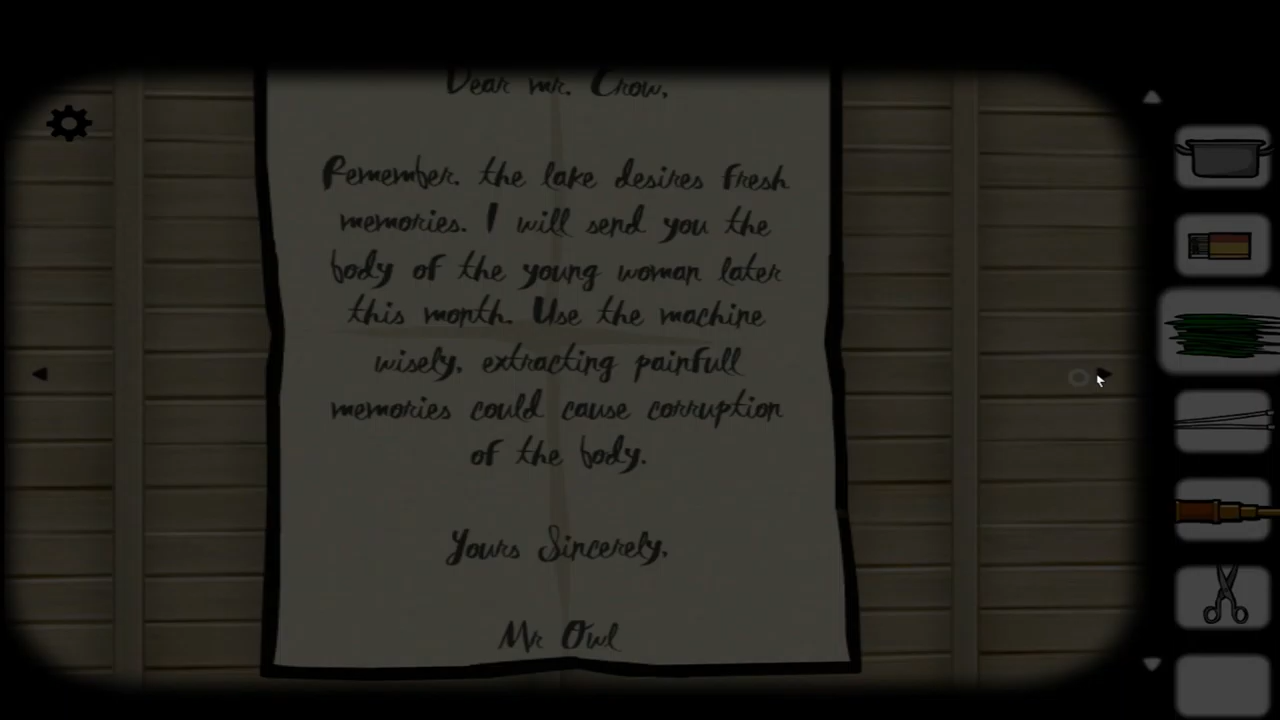 Dear mr. Crow,
Remember. the lake desires fresh
memories. I will send you the
body of the young woman later
this month. Use the machine
wisely, extracting painfull
memories could cause corruption
of the body.
Yours Sincerely,
Mr Owl